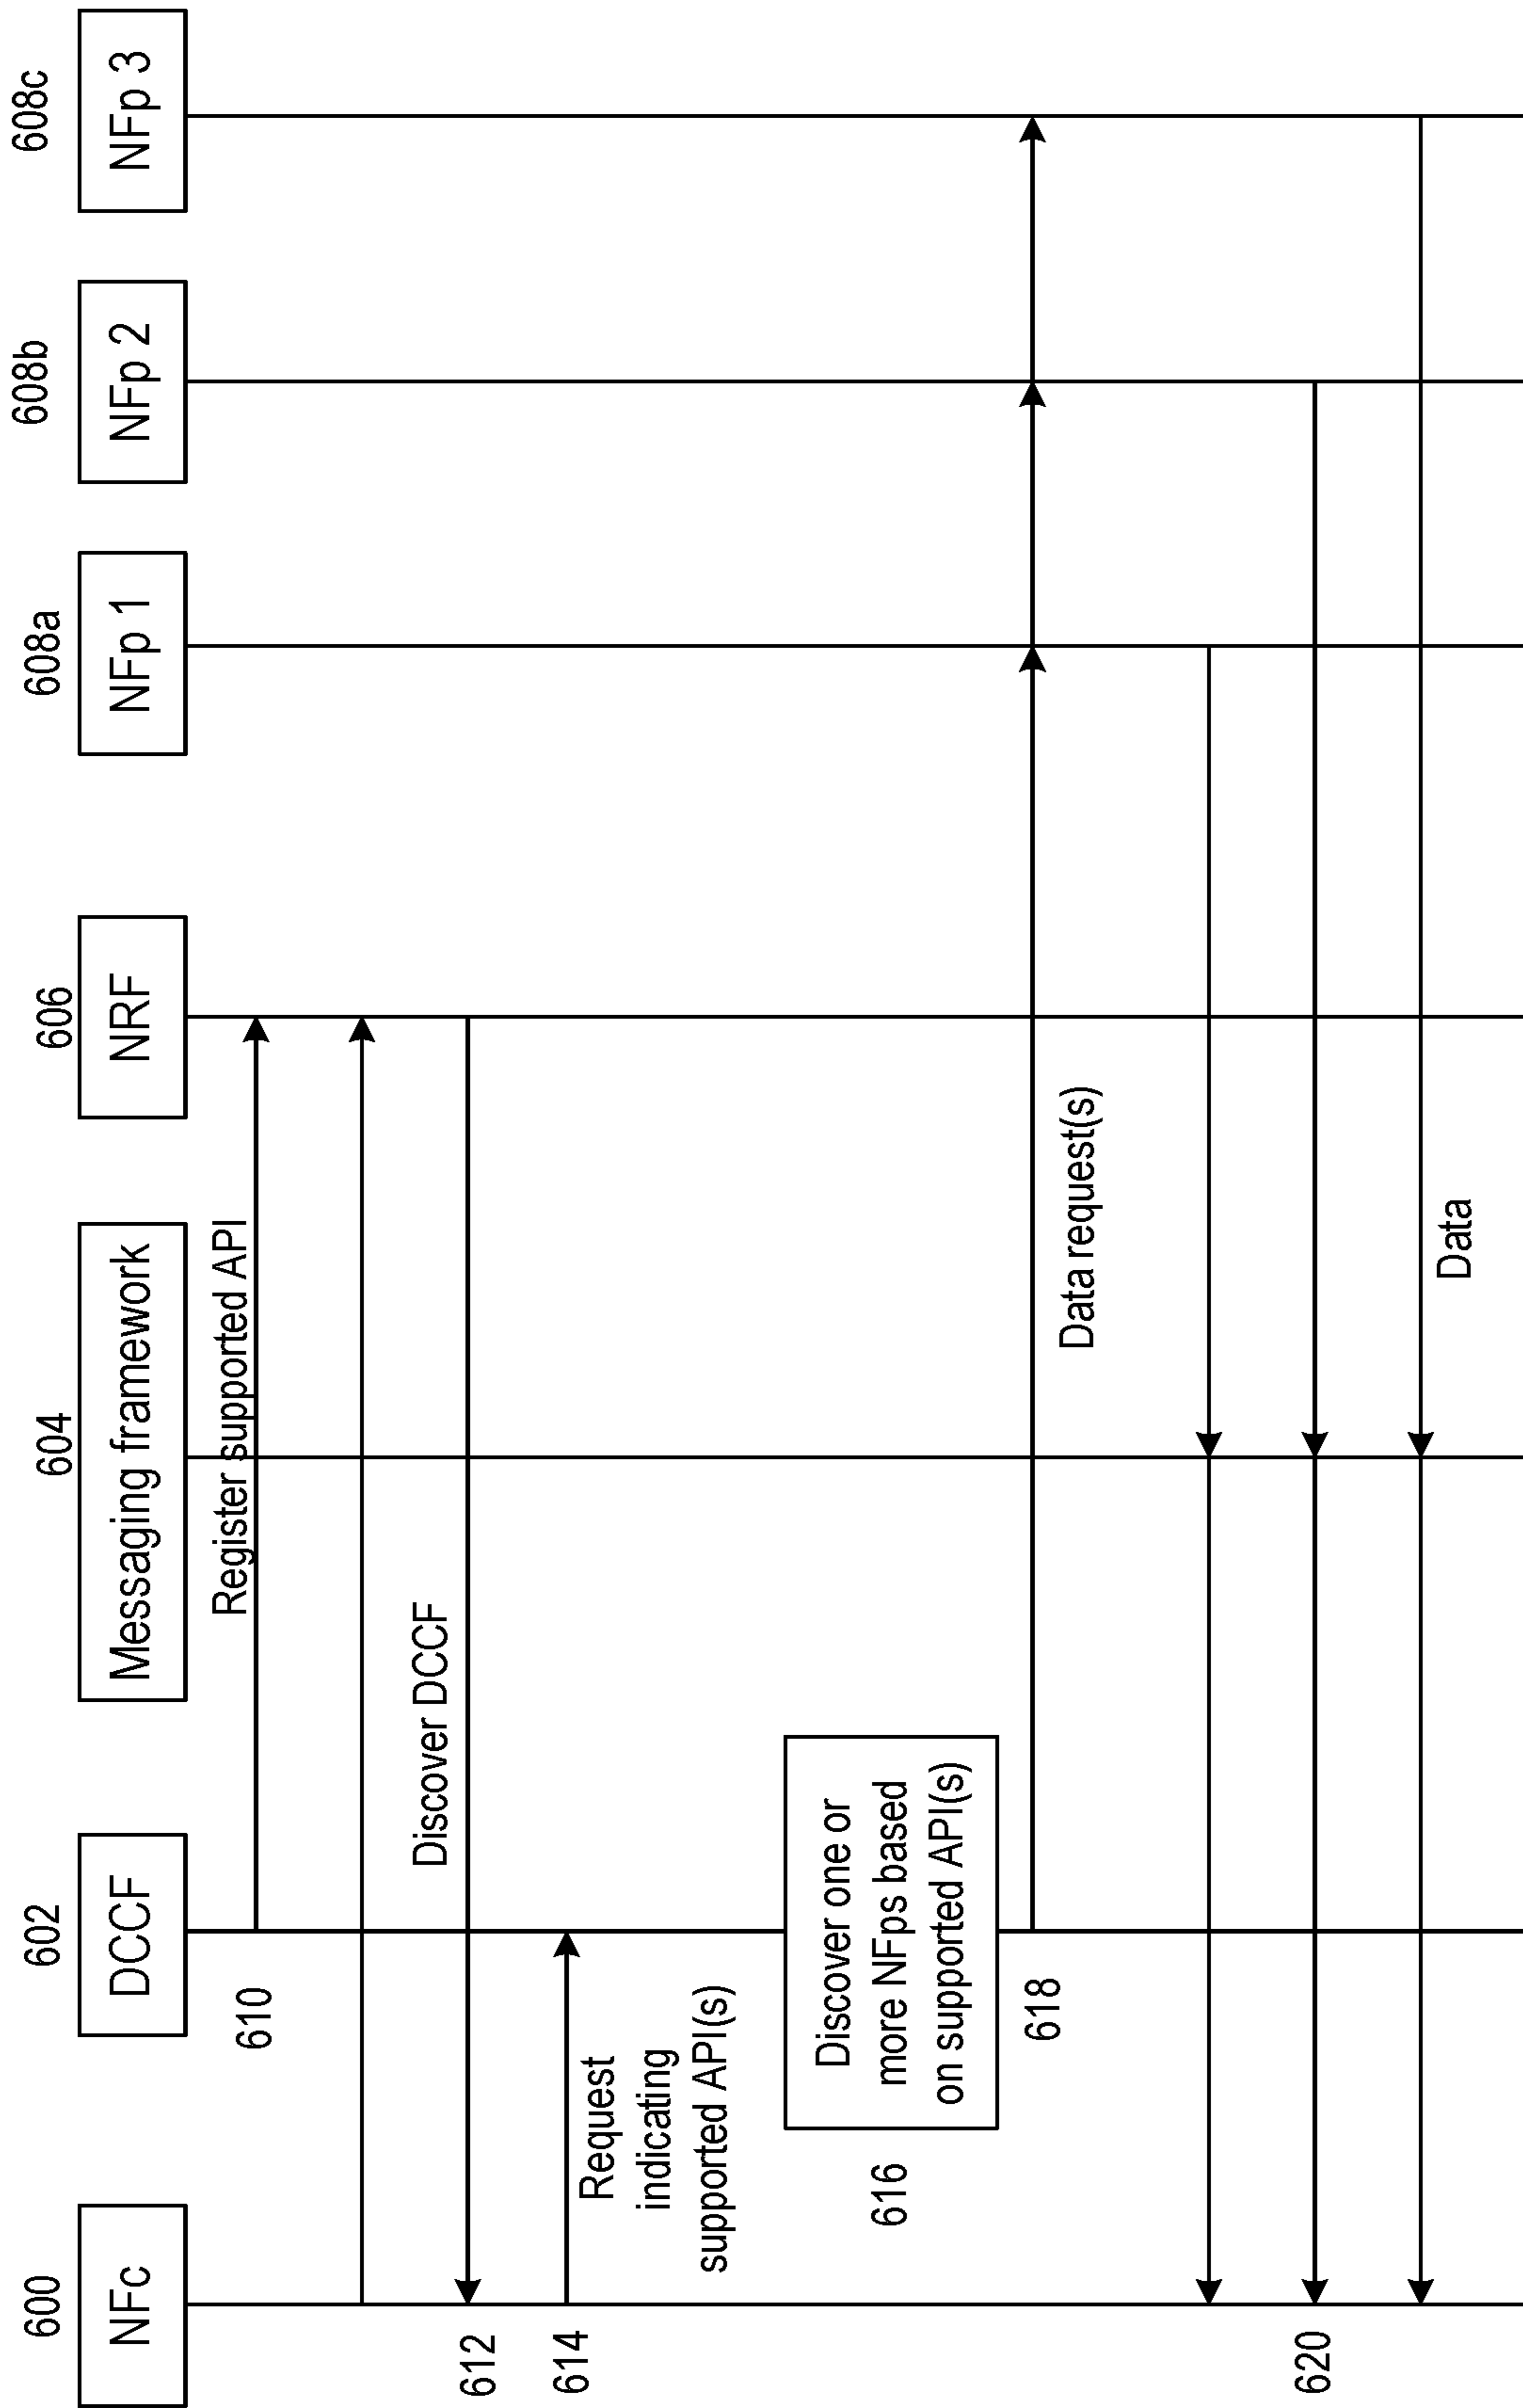 600
602
604
606
608a
608b
608c
NFc
DCCF
Messaging framework
NRF
NFp 1
NFp 2
NFp 3
Register supported API
610
Discover DCCF
612
614
Request
indicating
supported API(s)
616
Discover one or
more NFps based
on supported API(s)
618
Data request(s)
620
Data